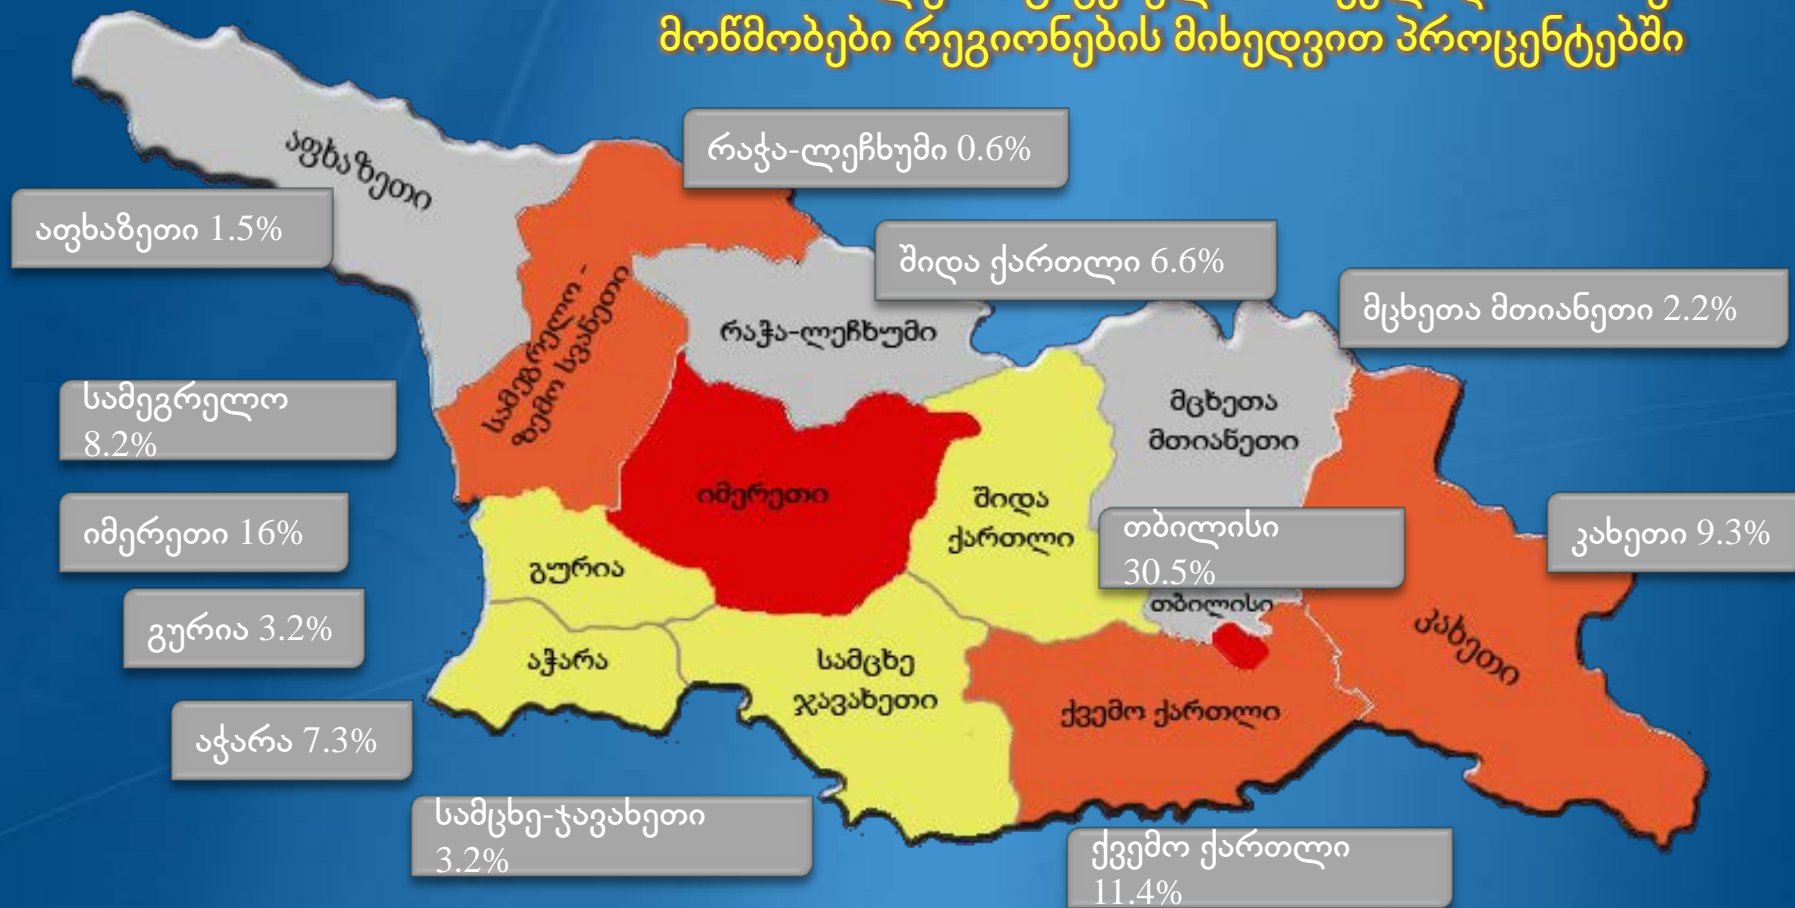 მოწმობები რეგიონების მიხედვით პროცენტებში
რაჭა-ლეჩხუმი 0.6%
აფხაზეთი
აფხაზეთი 1.5%
შიდა ქართლი 6.6%
მცხეთა მთიანეთი 2.2%
სამეგრელო -
ზემო სვანეთი
რაჭა-ლეჩხუმი
სამეგრელო
8.2%
მცხეთა
მთიანეთი
იმერეთი
შიდა
ქართლი
იმერეთი 16%
თბილისი
30.5%
კახეთი 9.3%
გურია
თბილისი
გურია 3.2%
კახეთი
აჭარა
სამცხე
ჯავახეთი
ქვემო ქართლი
აჭარა 7.3%
სამცხე-ჯავახეთი
3.2%
ქვემო ქართლი
11.4%